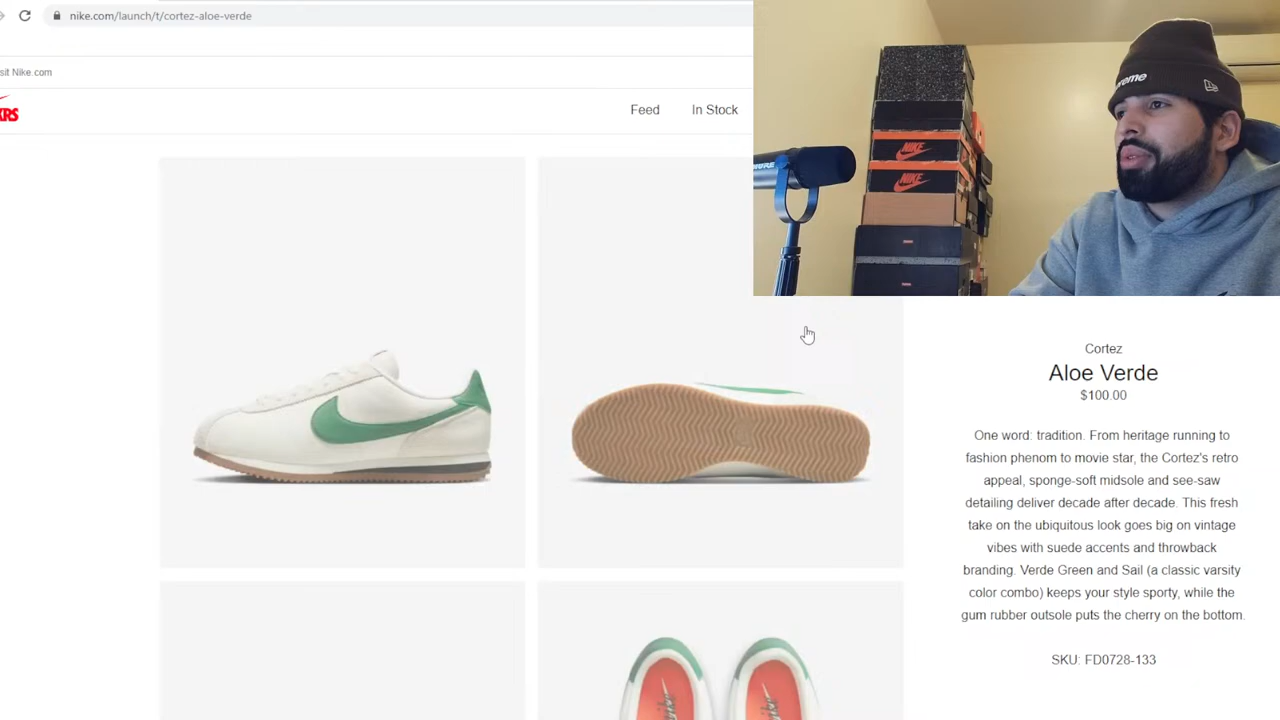 nike.com/launch/t/cortez-aloe-verde
sit Nike.com
KRS
Feed
In Stock
reme
NIKE
NIKE
Cortez
Aloe Verde
$100.00
One word: tradition. From heritage running to
fashion phenom to movie star, the Cortez's retro
appeal, sponge-soft midsole and see-saw
detailing deliver decade after decade. This fresh
take on the ubiquitous look goes big on vintage
vibes with suede accents and throwback
branding. Verde Green and Sail (a classic varsity
color combo) keeps your style sporty, while the
gum rubber outsole puts the cherry on the bottom.
SKU: FD0728-133